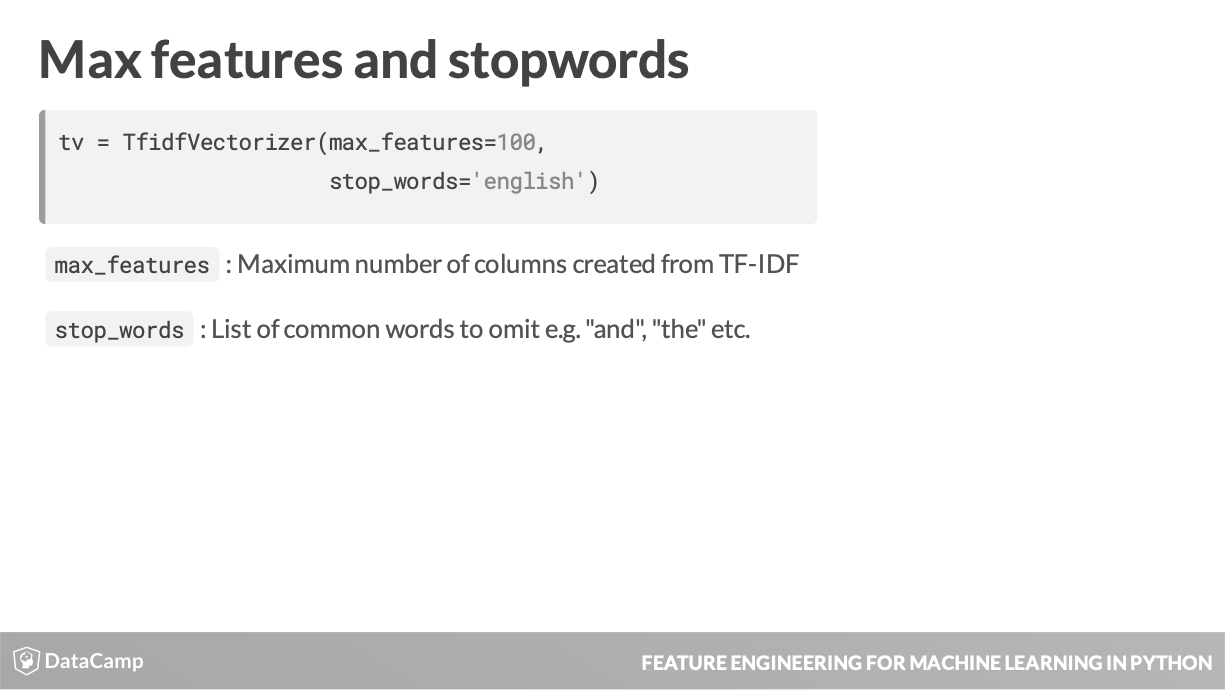 Max features and stopwords
tv = TfidfVectorizer(max_features=100,
stop_words='english')
max_features : Maximum number of columns created from TF-IDF
stop_words : List of common words to omit e.g. "and", "the" etc.
DataCamp
FEATURE ENGINEERING FOR MACHINE LEARNING IN PYTHON